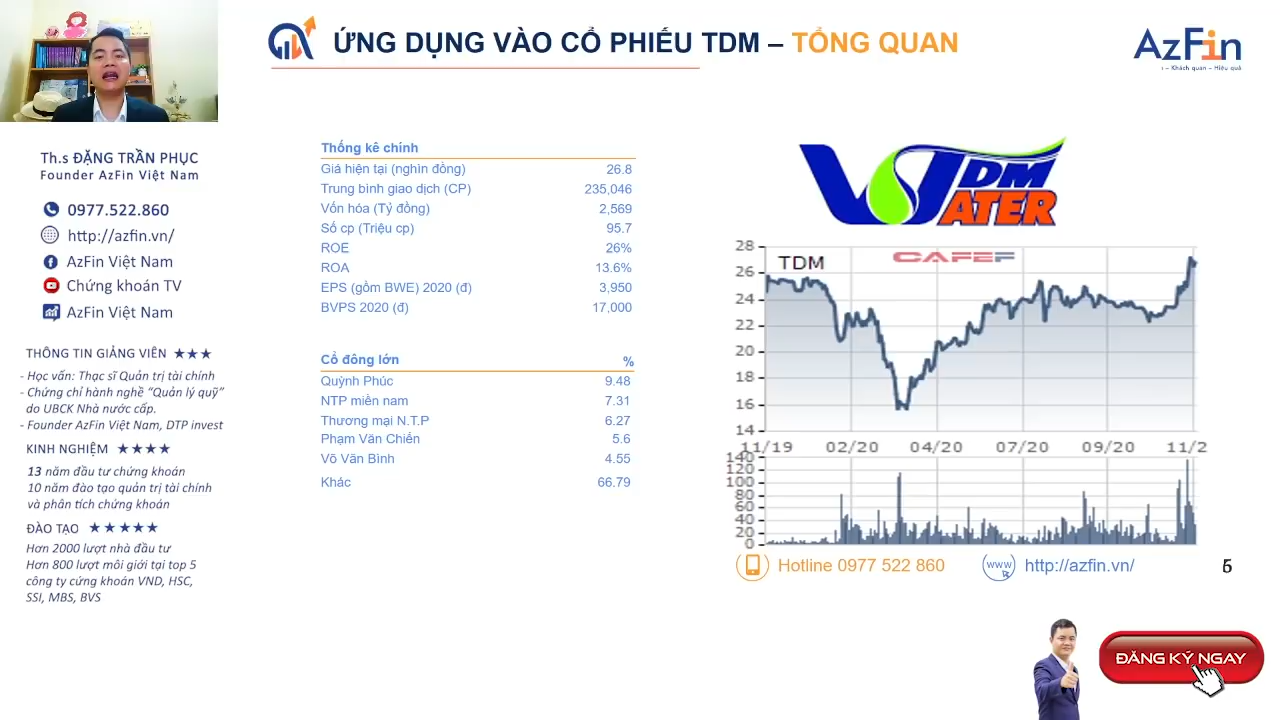 ỨNG DỤNG VÀO CỔ PHIẾU TDM – TỔNG QUAN
AzFin
– Khách quan – Hiệu quả
Th.s ĐẶNG TRẦN PHỤC
Founder AzFin Việt Nam
0977.522.860
http://azfin.vn/
AzFin Việt Nam
Chứng khoán TV
AzFin Việt Nam
THÔNG TIN GIẢNG VIÊN ★★★
- Học vấn: Thạc sĩ Quản trị tài chính
- Chứng chỉ hành nghề “Quản lý quỹ”
do UBCK Nhà nước cấp.
- Founder AzFin Việt Nam, DTP invest
KINH NGHIỆM ★★★★
13 năm đầu tư chứng khoán
10 năm đào tạo quản trị tài chính
và phân tích chứng khoán
ĐÀO TẠO ★★★★★
Hơn 2000 lượt nhà đầu tư
Hơn 800 lượt môi giới tại top 5
công ty cứng khoán VND, HSC,
SSI, MBS, BVS
Thống kê chính
Giá hiện tại (nghìn đồng) 26.8
Trung bình giao dịch (CP) 235,046
Vốn hóa (Tỷ đồng) 2,569
Số cp (Triệu cp) 95.7
ROE 26%
ROA 13.6%
EPS (gồm BWE) 2020 (đ) 3,950
BVPS 2020 (đ) 17,000
Cổ đông lớn %
Quỳnh Phúc 9.48
NTP miền nam 7.31
Thương mại N.T.P 6.27
Phạm Văn Chiến 5.6
Võ Văn Bình 4.55
Khác 66.79
TDM
WATER
TDM
CAFEF
28
26
24
22
20
18
16
14
11/19 02/20 04/20 07/20 09/20 11/2
140
120
100
80
60
40
20
0
Hotline 0977 522 860
www
http://azfin.vn/
ĐĂNG KÝ NGAY